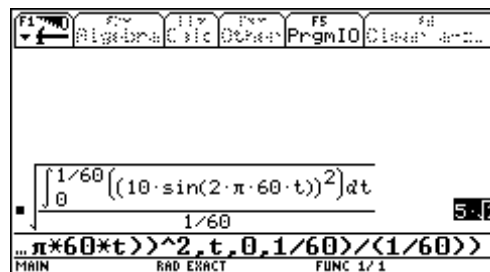 F1 Algebra Calc Other F5 PrgmIO Clean
√(∫₀^1/60((10·sin(2·π·60·t))^2)dt / 1/60) 5·√
…π*60*t))^2,t,0,1/60)/(1/60))
MAIN RAD EXACT FUNC 1/1